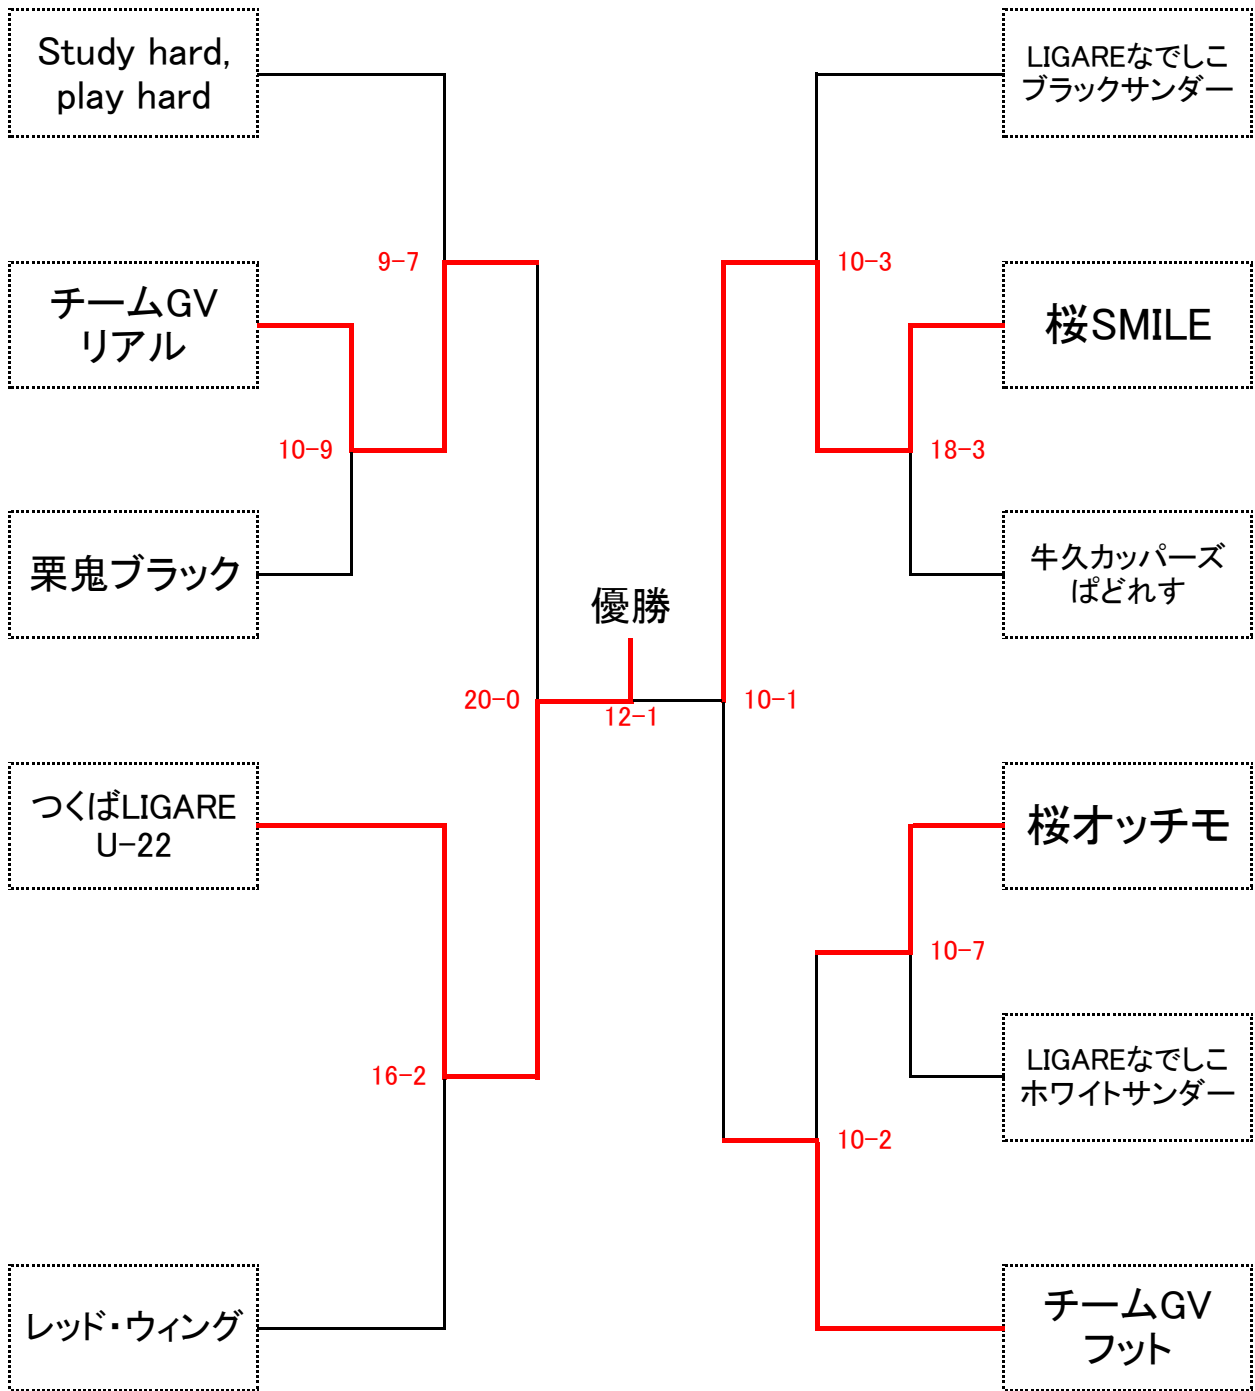 Study hard,
play hard
LIGAREなでしこ
ブラックサンダー
9-7
10-3
チームGV
リアル
桜SMILE
10-9
18-3
栗鬼ブラック
牛久カッパーズ
ぱどれす
優勝
20-0
12-1
10-1
つくばLIGARE
U-22
桜オッチモ
10-7
16-2
LIGAREなでしこ
ホワイトサンダー
10-2
レッド・ウィング
チームGV
フット